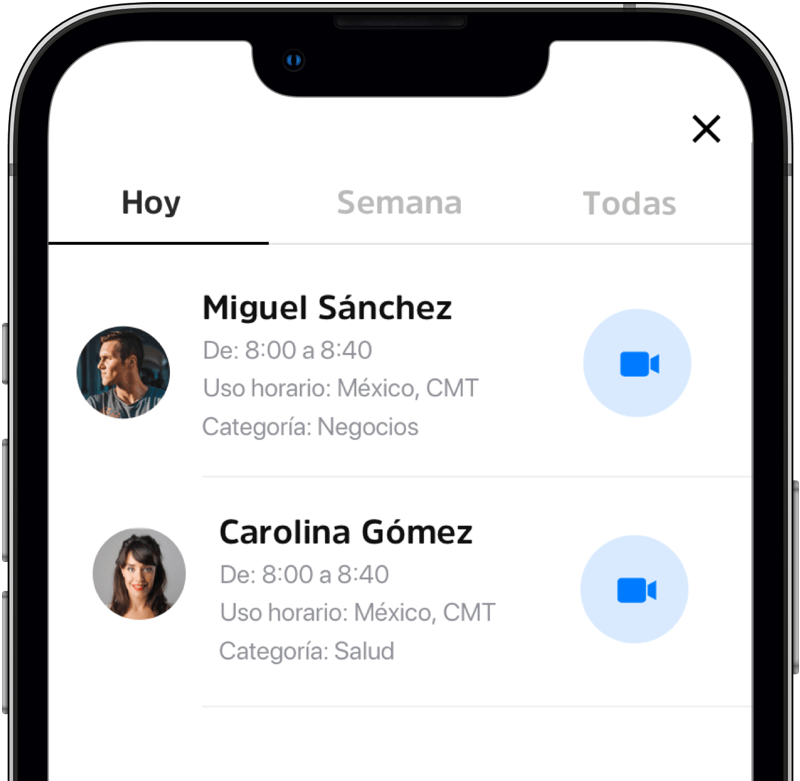 Hoy
Semana
Todas
Miguel Sánchez
De: 8:00 a 8:40
Uso horario: México, CMT
Categoría: Negocios
Carolina Gómez
De: 8:00 a 8:40
Uso horario: México, CMT
Categoría: Salud